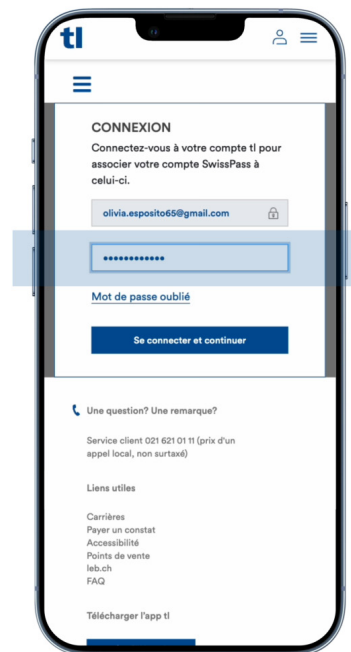 tl
CONNEXION
Connectez-vous à votre compte tl pour
associer votre compte SwissPass à
celui-ci.
olivia.esposito65@gmail.com
••••••••••••
Mot de passe oublié
Se connecter et continuer
Une question? Une remarque?
Service client 021 621 01 11 (prix d'un
appel local, non surtaxé)
Liens utiles
Carrières
Payer un constat
Accessibilité
Points de vente
leb.ch
FAQ
Télécharger l'app tl